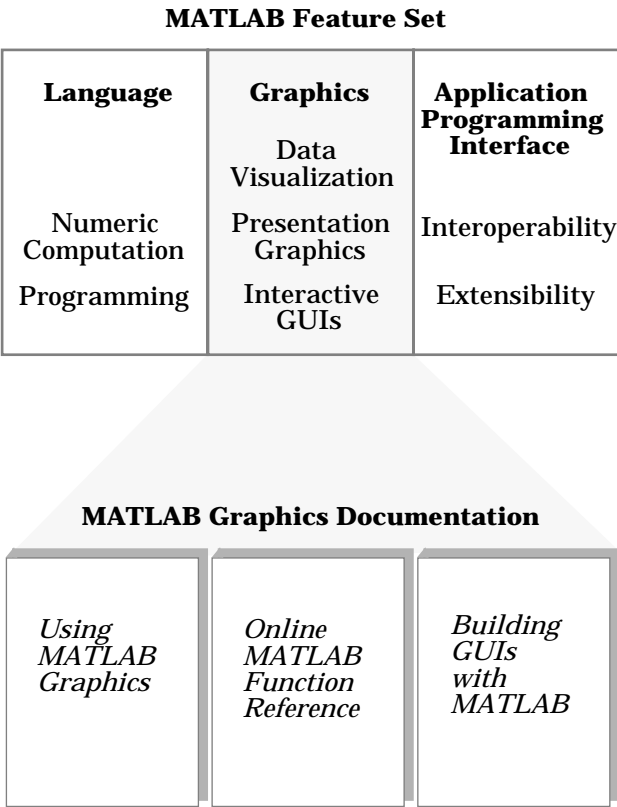 MATLAB Feature Set
Language
Numeric
Computation
Programming
Graphics
Data
Visualization
Presentation
Graphics
Interactive
GUIs
Application
Programming
Interface
Interoperability
Extensibility
MATLAB Graphics Documentation
Using
MATLAB
Graphics
Online
MATLAB
Function
Reference
Building
GUIs
with
MATLAB